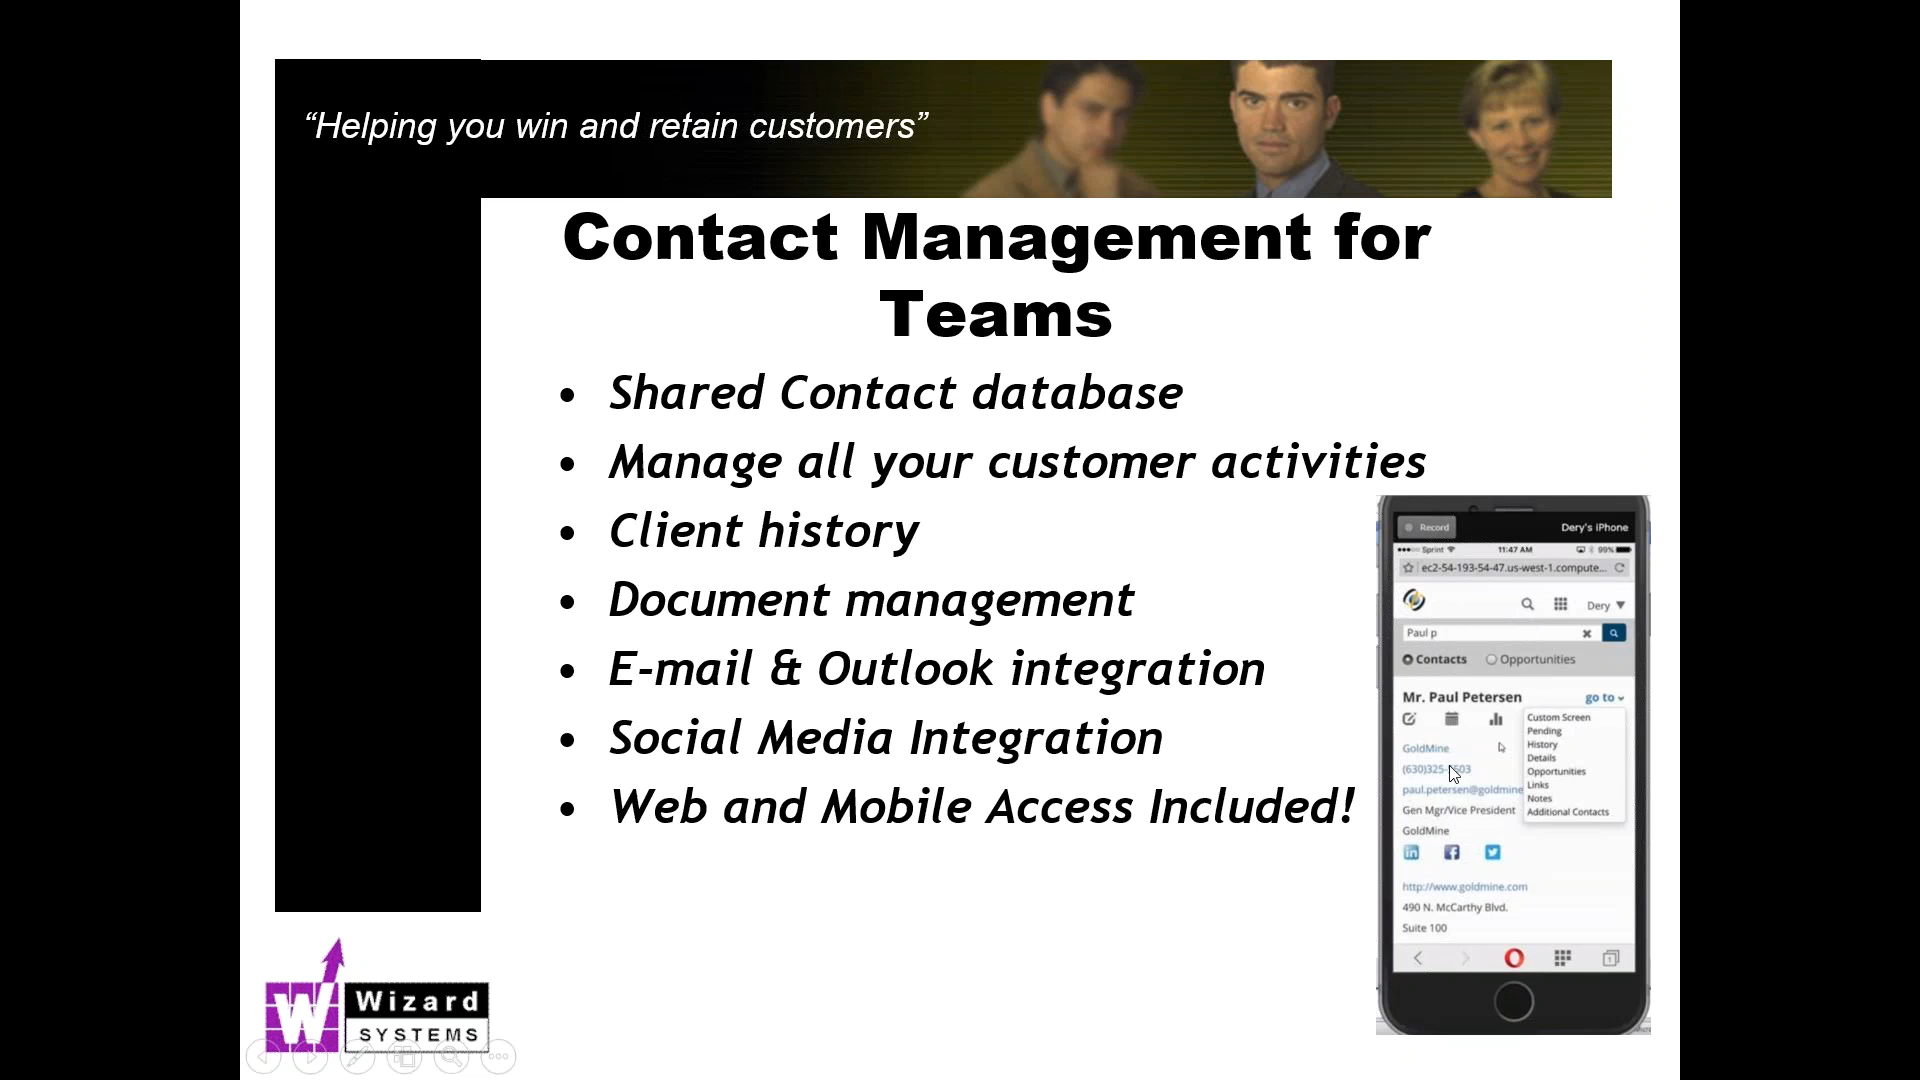 “Helping you win and retain customers”
Contact Management for
Teams
• Shared Contact database
• Manage all your customer activities
• Client history
• Document management
• E-mail & Outlook integration
• Social Media Integration
• Web and Mobile Access Included!
Record Dery's iPhone
Sprint 11:47 AM 99%
ec2-54-193-54-47.us-west-1.compute...
Dery
Paul p
Contacts Opportunities
Mr. Paul Petersen go to
Custom Screen
Pending
History
Details
Opportunities
Links
Notes
Additional Contacts
GoldMine
paul.petersen@goldmine
Gen Mgr/Vice President
GoldMine
http://www.goldmine.com
490 N. McCarthy Blvd.
Suite 100
W Wizard
SYSTEMS